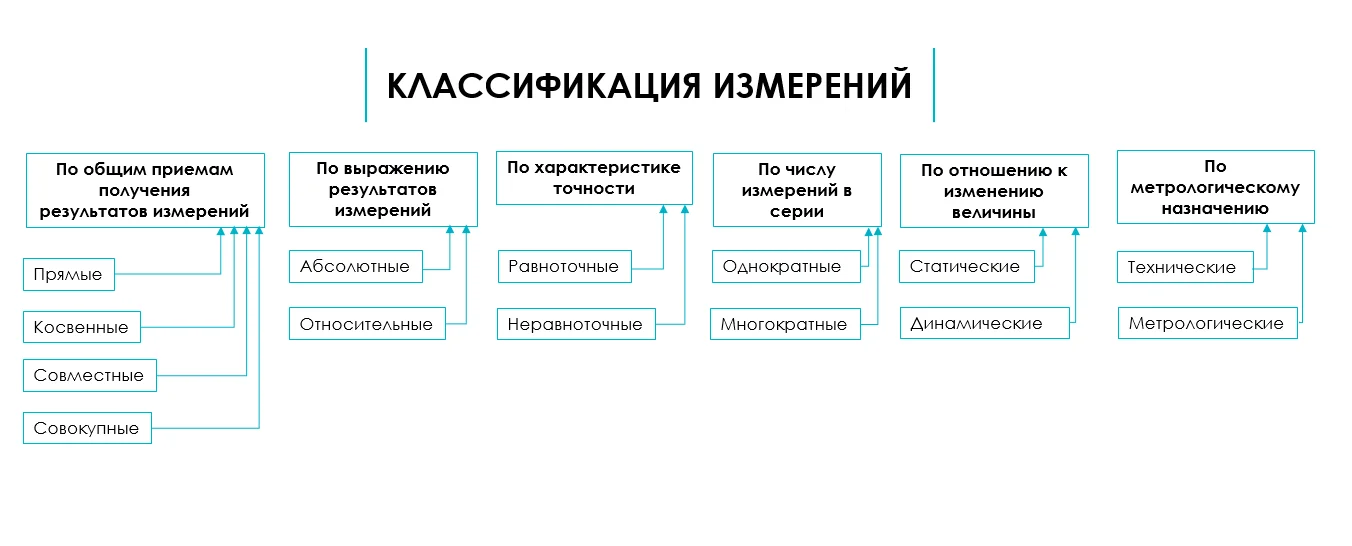 КЛАССИФИКАЦИЯ ИЗМЕРЕНИЙ
По общим приемам
получения
результатов измерений
Прямые
Косвенные
Совместные
Совокупные
По выражению
результатов
измерений
Абсолютные
Относительные
По характеристике
точности
Равноточные
Неравноточные
По числу
измерений в
серии
Однократные
Многократные
По отношению к
изменению
величины
Статические
Динамические
По
метрологическому
назначению
Технические
Метрологические